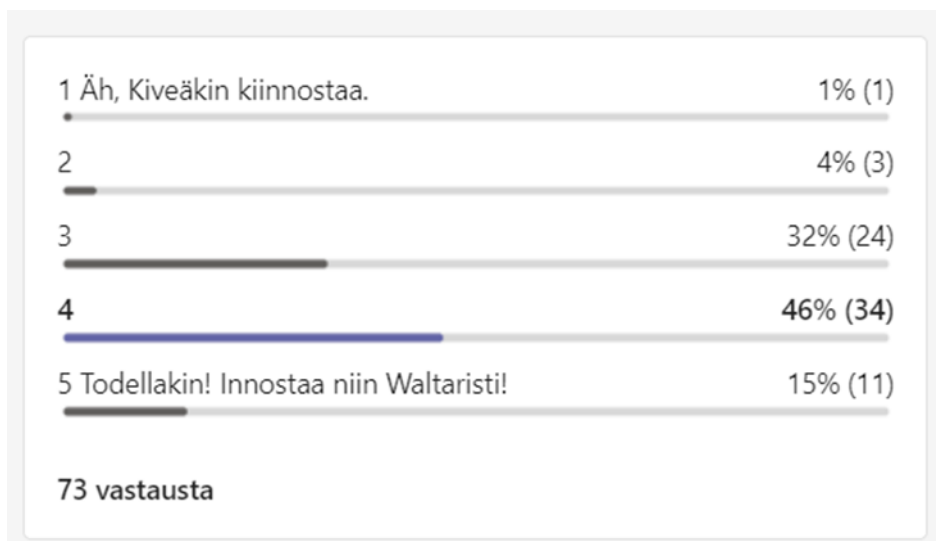 1 Äh, Kiveäkin kiinnostaa. 1% (1)
2 4% (3)
3 32% (24)
4 46% (34)
5 Todellakin! Innostaa niin Waltaristi! 15% (11)
73 vastausta